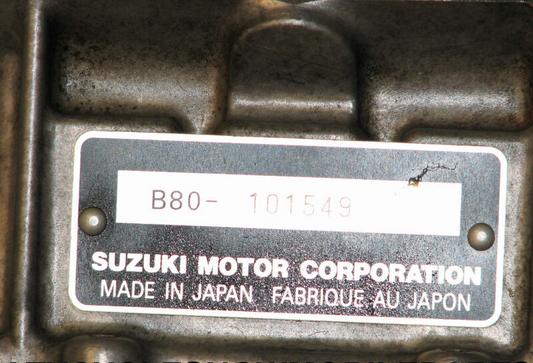 B80- 101549
SUZUKI MOTOR CORPORATION
MADE IN JAPAN FABRIQUE AU JAPON